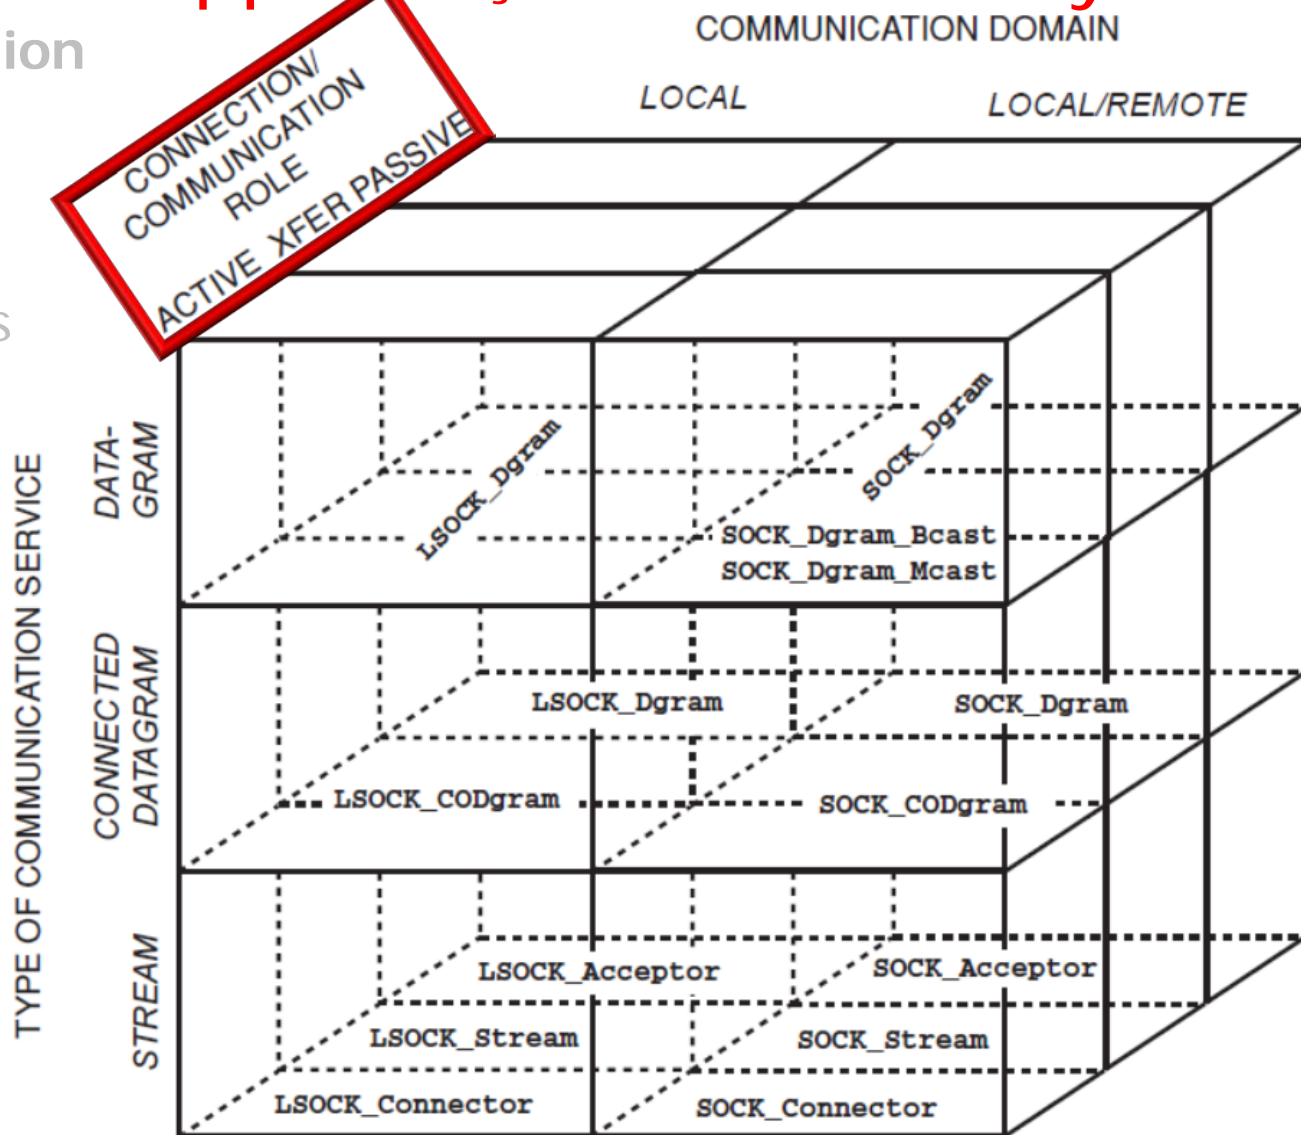 ion
COMMUNICATION DOMAIN
LOCAL
LOCAL/REMOTE
CONNECTION/
COMMUNICATION
ROLE
ACTIVE XFER PASSIVE
TYPE OF COMMUNICATION SERVICE
DATA-
GRAM
LSOCK_Dgram
SOCK_Dgram
SOCK_Dgram_Bcast
SOCK_Dgram_Mcast
CONNECTED
DATAGRAM
LSOCK_Dgram
SOCK_Dgram
LSOCK_CODgram
SOCK_CODgram
STREAM
LSOCK_Acceptor
SOCK_Acceptor
LSOCK_Stream
SOCK_Stream
LSOCK_Connector
SOCK_Connector